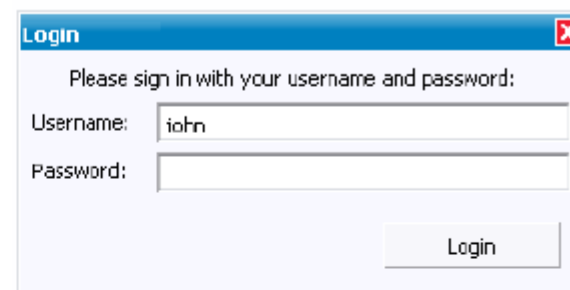 Login
Please sign in with your username and password:
Username: john
Password:
Login